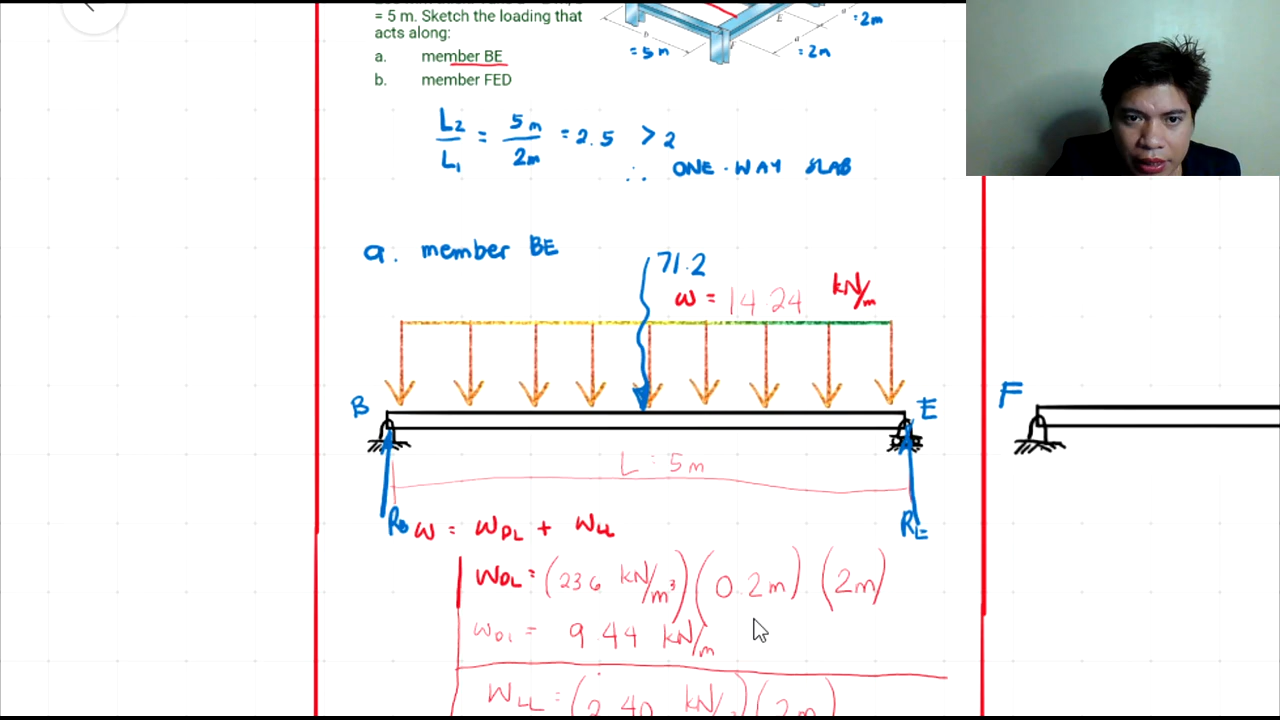 = 5 m. Sketch the loading that
acts along:
a. member BE
b. member FED
b
= 5 m
E
a
= 2 m
= 2 m
L2/L1 = 5m/2m = 2.5 > 2
∴ ONE-WAY SLAB
a. member BE
71.2
w = 14.24 kN/m
B
E
F
L = 5 m
RB
RE
w = wDL + wLL
wDL = (23.6 kN/m³)(0.2m)(2m)
wDL = 9.44 kN/m